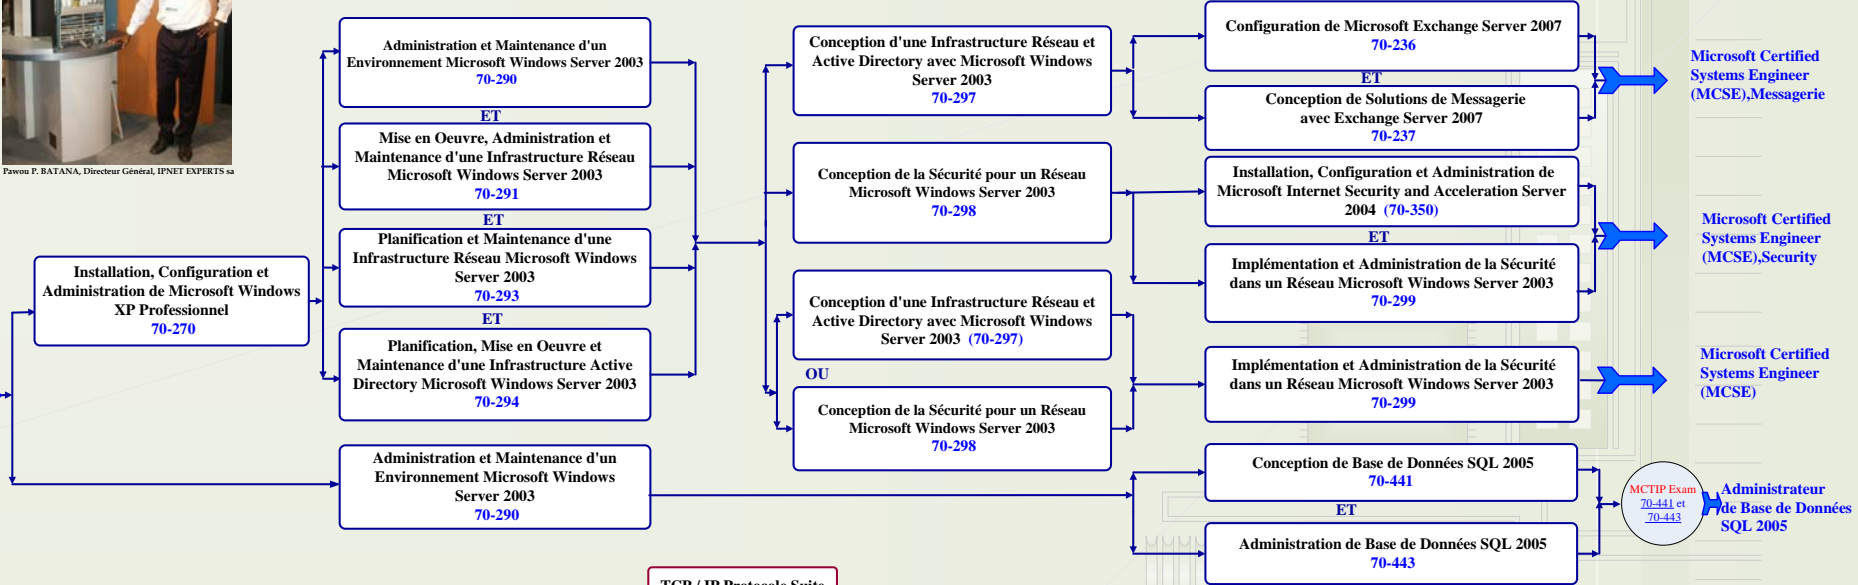 Pawou P. BATANA, Directeur Général, IPNET EXPERTS sa
Installation, Configuration et
Administration de Microsoft Windows
XP Professionnel
70-270
Administration et Maintenance d'un
Environnement Microsoft Windows Server 2003
70-290
ET
Mise en Oeuvre, Administration et
Maintenance d'une Infrastructure Réseau
Microsoft Windows Server 2003
70-291
ET
Planification et Maintenance d'une
Infrastructure Réseau Microsoft Windows
Server 2003
70-293
ET
Planification, Mise en Oeuvre et
Maintenance d'une Infrastructure Active
Directory Microsoft Windows Server 2003
70-294
Administration et Maintenance d'un
Environnement Microsoft Windows
Server 2003
70-290
Conception d'une Infrastructure Réseau et
Active Directory avec Microsoft Windows
Server 2003
70-297
Conception de la Sécurité pour un Réseau
Microsoft Windows Server 2003
70-298
Conception d'une Infrastructure Réseau et
Active Directory avec Microsoft Windows
Server 2003 (70-297)
OU
Conception de la Sécurité pour un Réseau
Microsoft Windows Server 2003
70-298
Configuration de Microsoft Exchange Server 2007
70-236
ET
Conception de Solutions de Messagerie
avec Exchange Server 2007
70-237
Installation, Configuration et Administration de
Microsoft Internet Security and Acceleration Server
2004 (70-350)
ET
Implémentation et Administration de la Sécurité
dans un Réseau Microsoft Windows Server 2003
70-299
Implémentation et Administration de la Sécurité
dans un Réseau Microsoft Windows Server 2003
70-299
Conception de Base de Données SQL 2005
70-441
ET
Administration de Base de Données SQL 2005
70-443
Microsoft Certified
Systems Engineer
(MCSE),Messagerie
Microsoft Certified
Systems Engineer
(MCSE),Security
Microsoft Certified
Systems Engineer
(MCSE)
MCTIP Exam
70-441 et
70-443
Administrateur
de Base de Données
SQL 2005
TCP / IP Protocole Suite